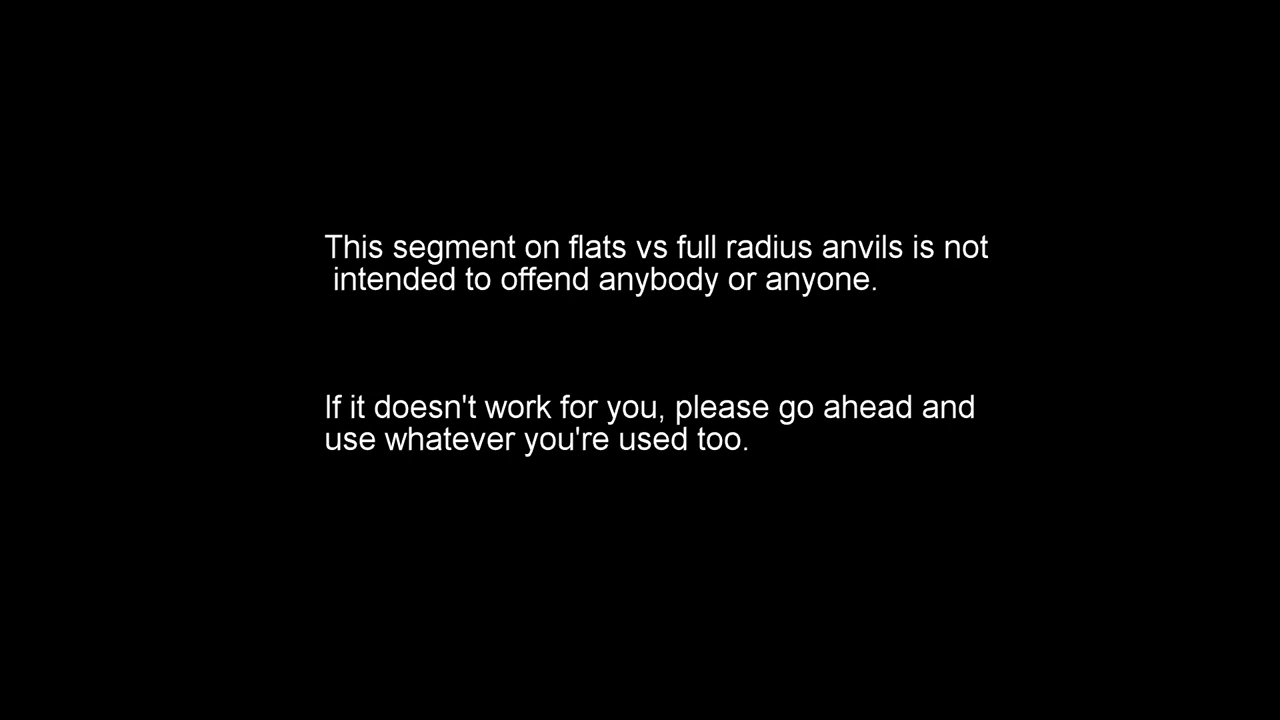 This segment on flats vs full radius anvils is not
intended to offend anybody or anyone.
If it doesn't work for you, please go ahead and
use whatever you're used too.